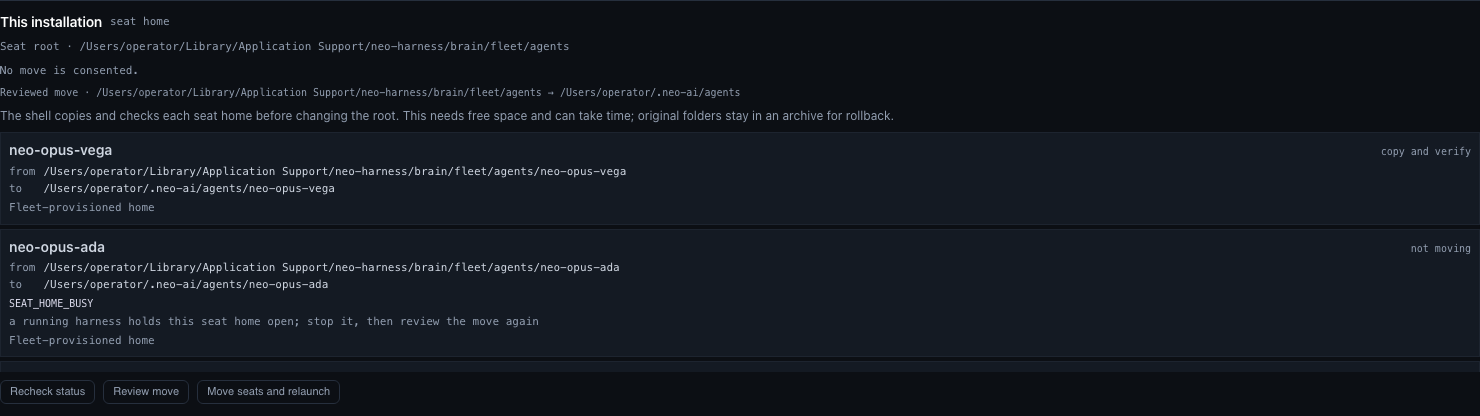 This installation seat home
Seat root · /Users/operator/Library/Application Support/neo-harness/brain/fleet/agents
No move is consented.
Reviewed move · /Users/operator/Library/Application Support/neo-harness/brain/fleet/agents → /Users/operator/.neo-ai/agents
The shell copies and checks each seat home before changing the root. This needs free space and can take time; original folders stay in an archive for rollback.
neo-opus-vega copy and verify
from /Users/operator/Library/Application Support/neo-harness/brain/fleet/agents/neo-opus-vega
to /Users/operator/.neo-ai/agents/neo-opus-vega
Fleet-provisioned home
neo-opus-ada not moving
from /Users/operator/Library/Application Support/neo-harness/brain/fleet/agents/neo-opus-ada
to /Users/operator/.neo-ai/agents/neo-opus-ada
SEAT_HOME_BUSY
a running harness holds this seat home open; stop it, then review the move again
Fleet-provisioned home
Recheck status Review move Move seats and relaunch